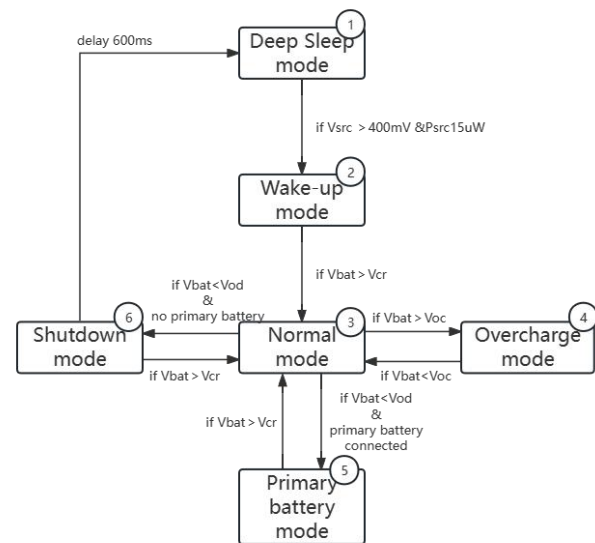 1
Deep Sleep
mode
delay 600ms
if Vsrc > 400mV &Psrc15uW
2
Wake-up
mode
if Vbat > Vcr
if Vbat<Vod
&
no primary battery
6
Shutdown
mode
3
Normal
mode
if Vbat > Voc
4
Overcharge
mode
if Vbat > Vcr
if Vbat<Voc
if Vbat > Vcr
if Vbat<Vod
&
primary battery
connected
5
Primary
battery
mode